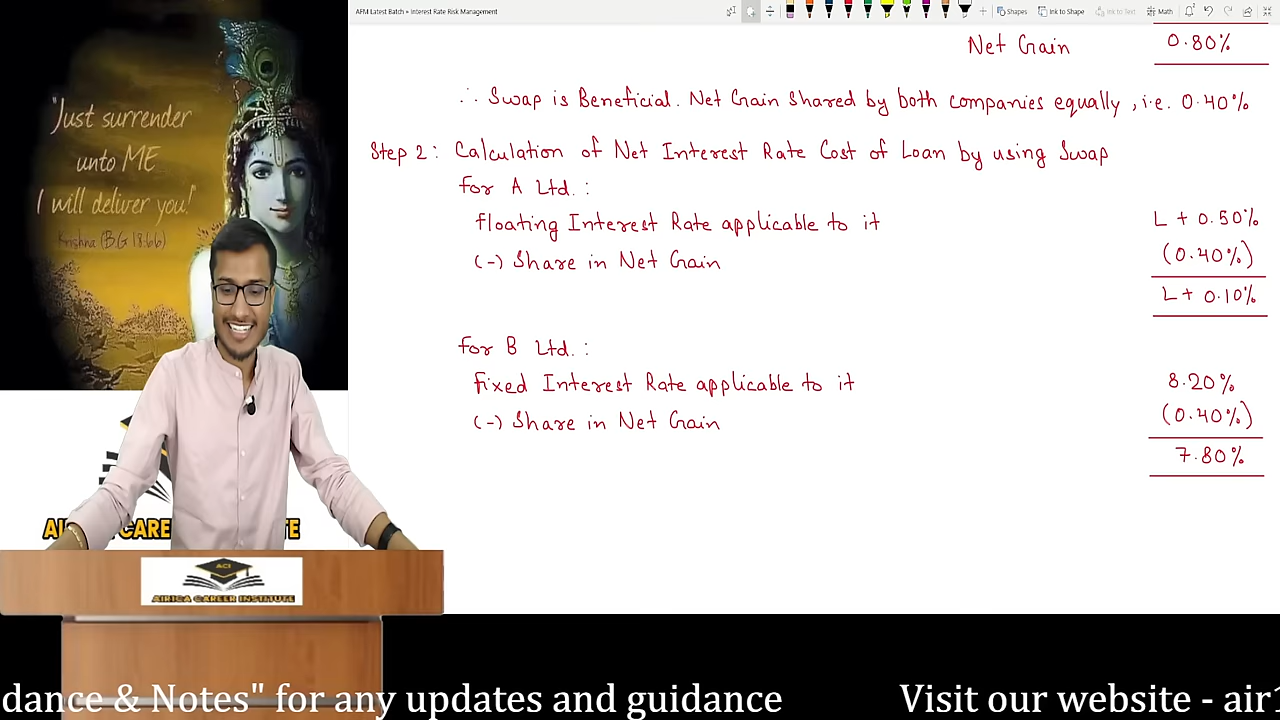 AFM Latest Batch » Interest Rate Risk Management
Shapes
Ink to Shape
Ink to Text
Math
Net Gain 0.80%
∴ Swap is Beneficial. Net Gain Shared by both companies equally, i.e. 0.40%
Step 2: Calculation of Net Interest Rate Cost of Loan by using Swap
For A Ltd.:
Floating Interest Rate applicable to it L + 0.50%
(-) Share in Net Gain (0.40%)
L + 0.10%
For B Ltd.:
Fixed Interest Rate applicable to it 8.20%
(-) Share in Net Gain (0.40%)
7.80%
"Just surrender
unto ME
I will deliver you!"
Krishna (B.G 18:66)
ACI
AIRICA CAREER INSTITUTE
dance & Notes" for any updates and guidance Visit our website - air1